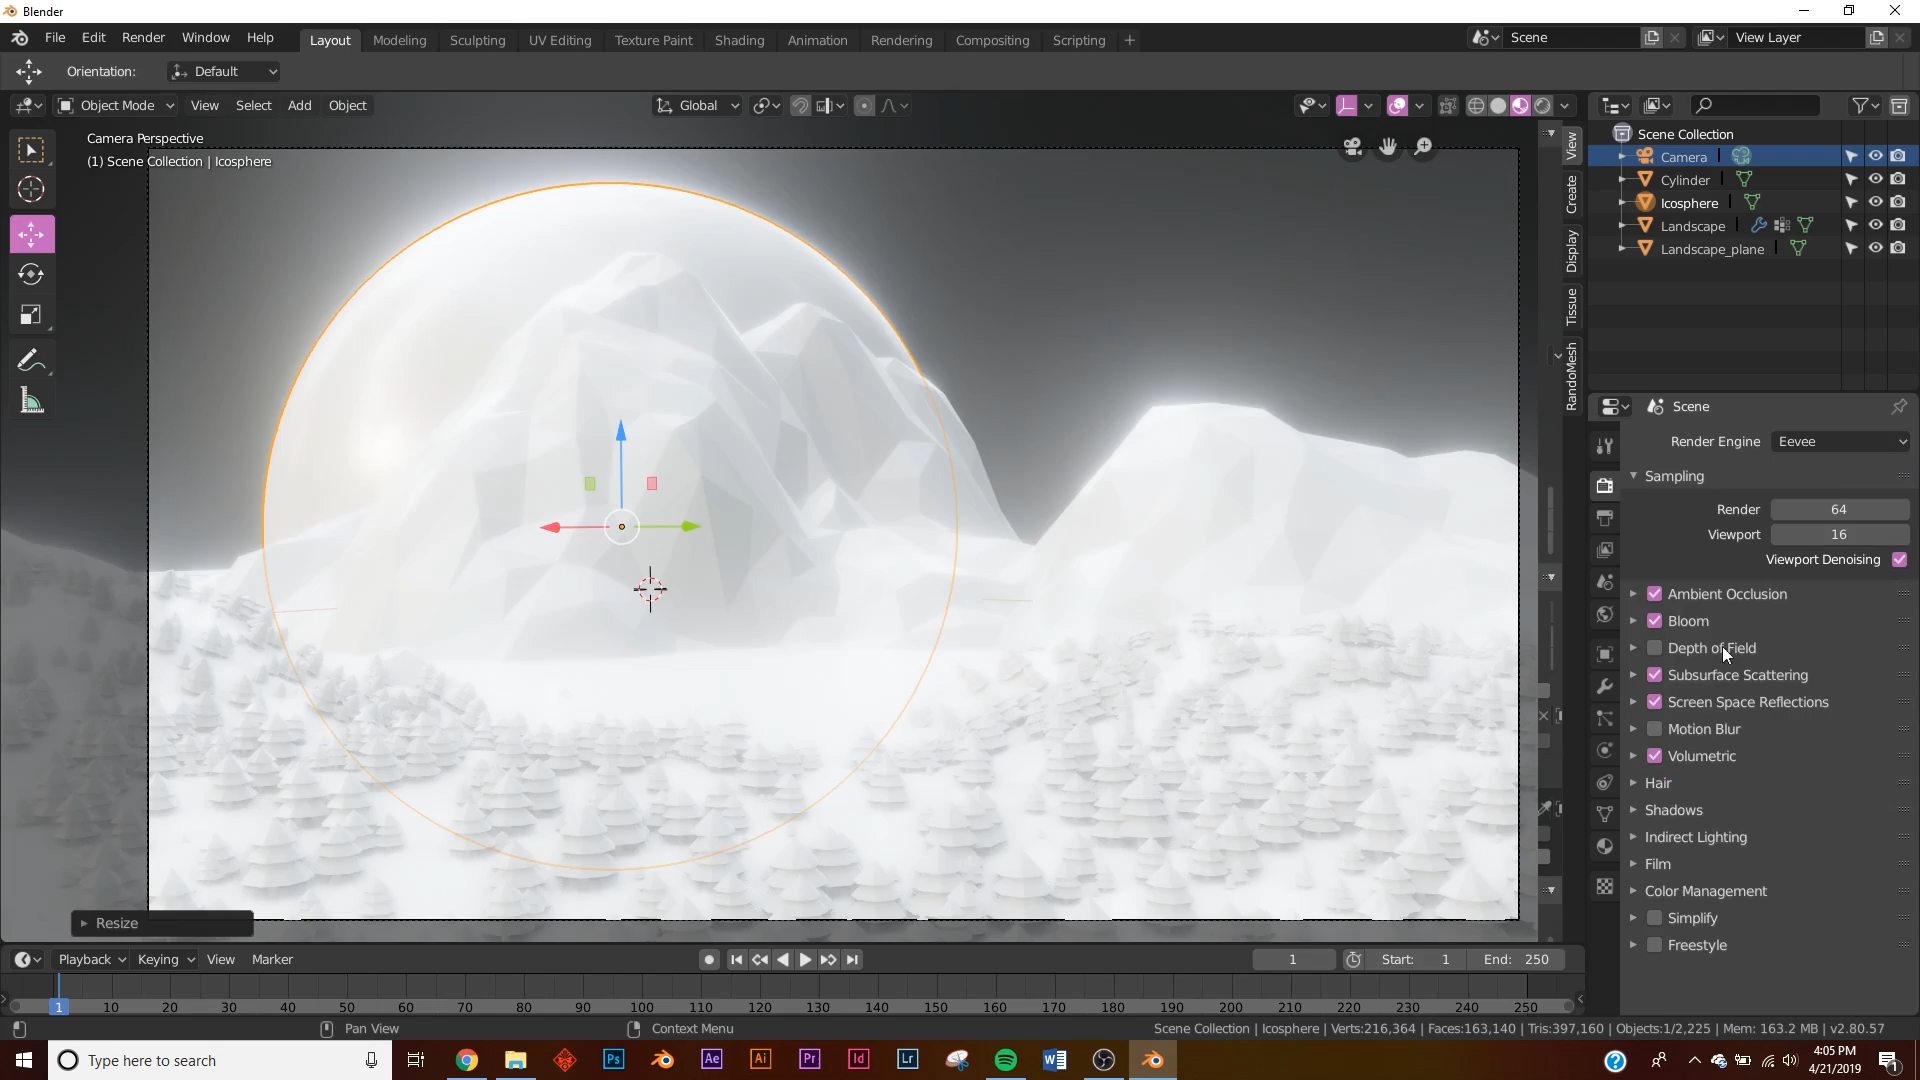 Blender
File Edit Render Window Help Layout Modeling Sculpting UV Editing Texture Paint Shading Animation Rendering Compositing Scripting + Scene View Layer
Orientation: Default
Object Mode View Select Add Object Global
Camera Perspective
(1) Scene Collection | Icosphere
View
Create
Display
Tissue
RandoMesh
Scene Collection
Camera
Cylinder
Icosphere
Landscape
Landscape_plane
Scene
Render Engine Eevee
Sampling
Render 64
Viewport 16
Viewport Denoising
Ambient Occlusion
Bloom
Depth of Field
Subsurface Scattering
Screen Space Reflections
Motion Blur
Volumetric
Hair
Shadows
Indirect Lighting
Film
Color Management
Simplify
Freestyle
Resize
Playback Keying View Marker 1 Start: 1 End: 250
1 10 20 30 40 50 60 70 80 90 100 110 120 130 140 150 160 170 180 190 200 210 220 230 240 250
Pan View Context Menu Scene Collection | Icosphere | Verts:216,364 | Faces:163,140 | Tris:397,160 | Objects:1/2,225 | Mem: 163.2 MB | v2.80.57
Type here to search Ps Ae Ai Pr Id Lr W ? 4:05 PM
4/21/2019 1